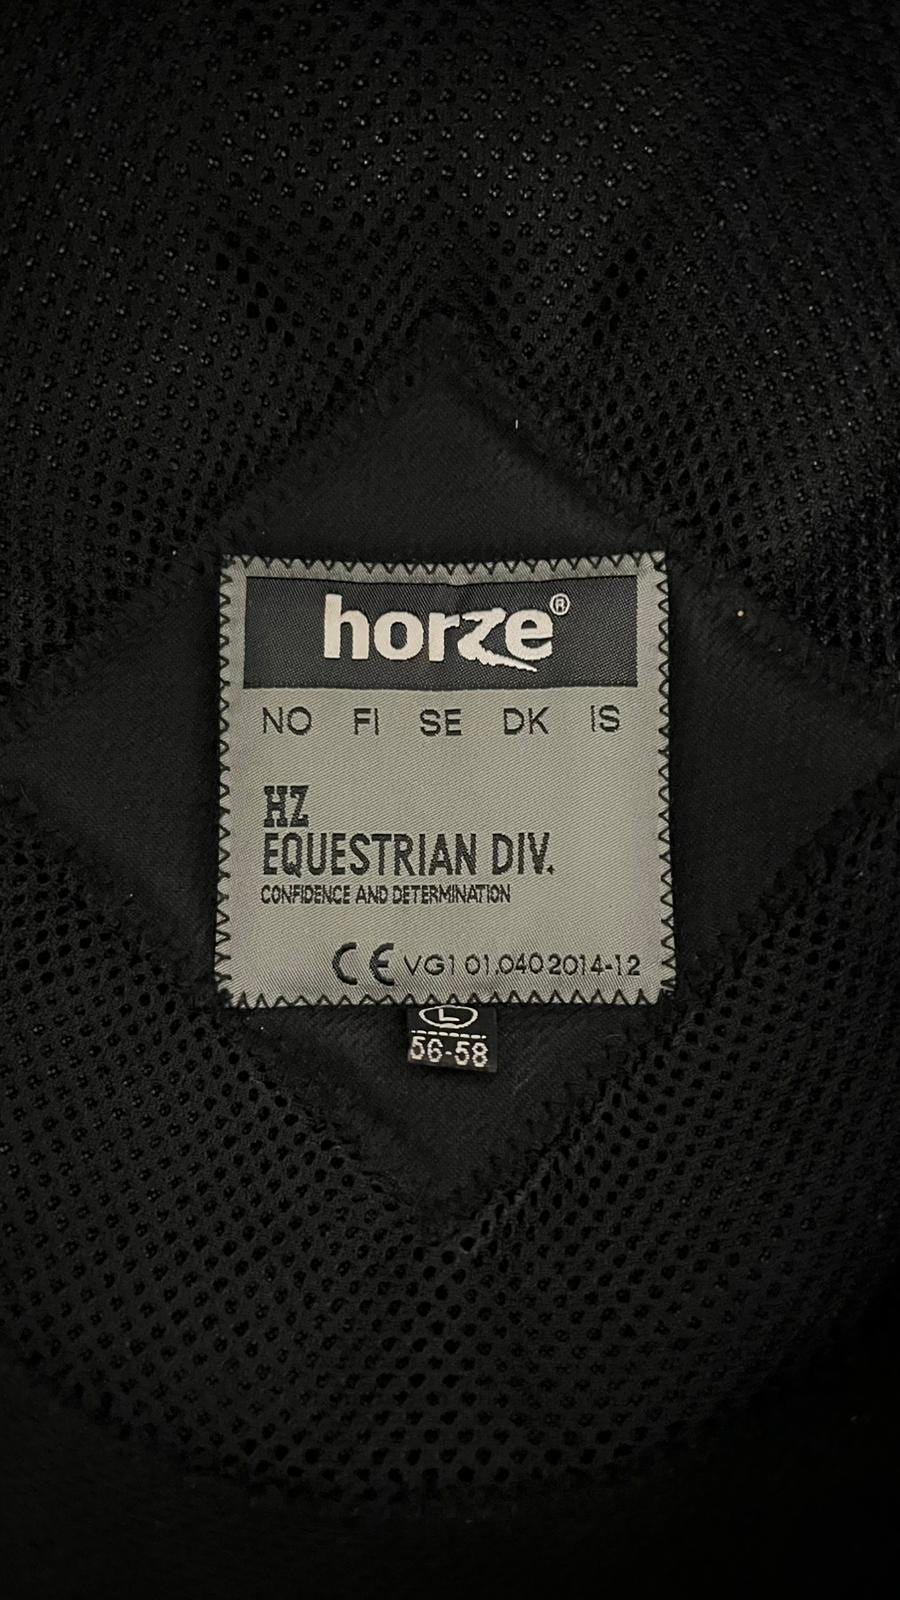 horze®
NO FI SE DK IS
HZ
EQUESTRIAN DIV.
CONFIDENCE AND DETERMINATION
CE VG1 01.040 2014-12
L
56-58